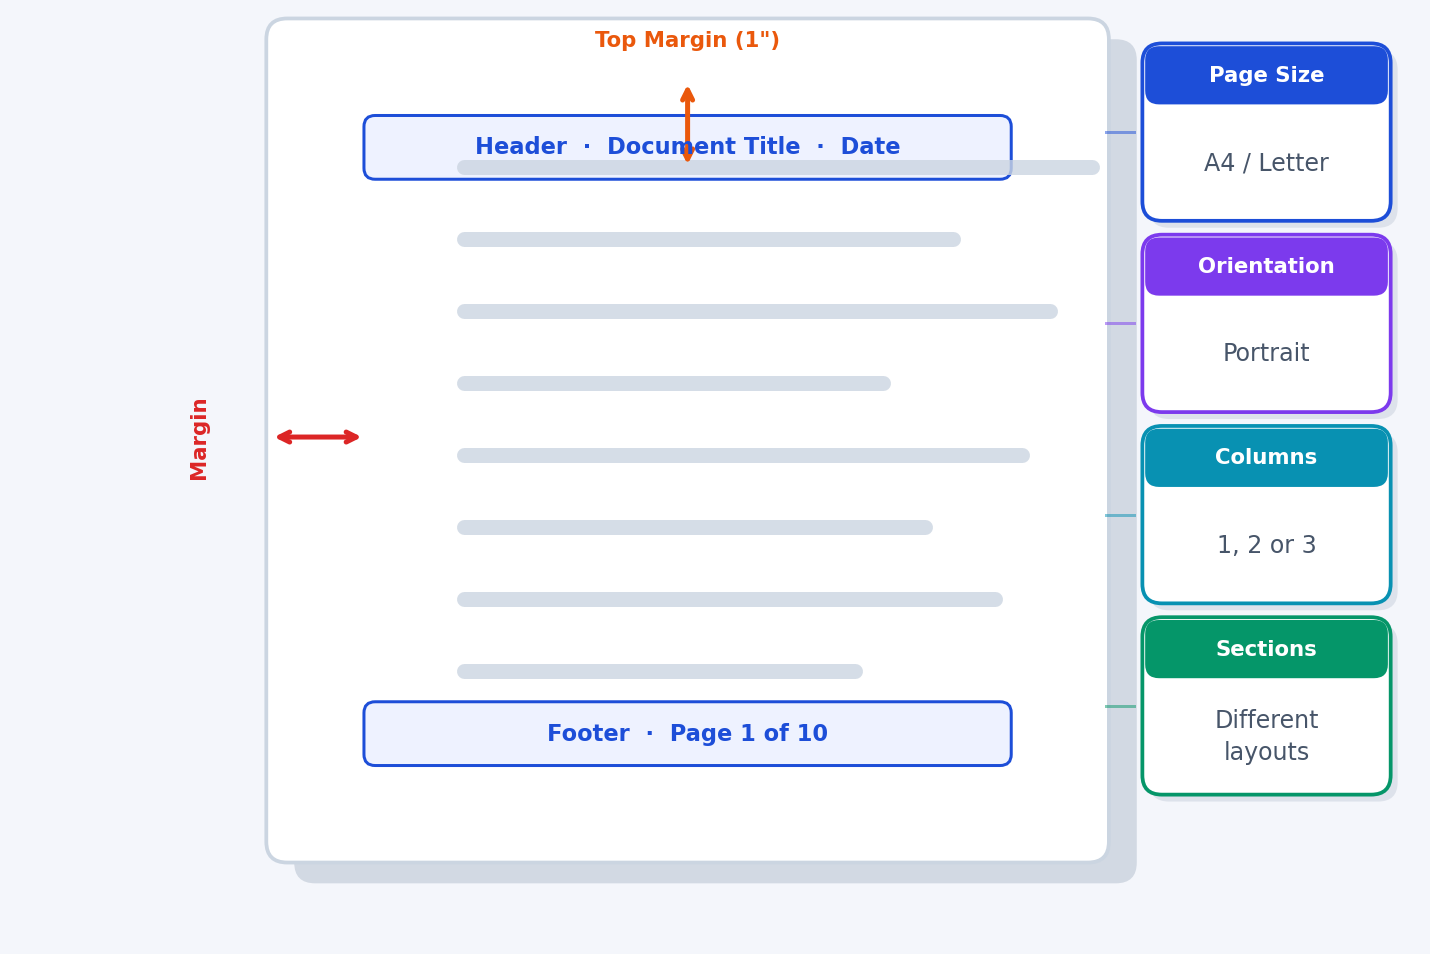 Top Margin (1")
Header · Document Title · Date
Margin
Footer · Page 1 of 10
Page Size
A4 / Letter
Orientation
Portrait
Columns
1, 2 or 3
Sections
Different
layouts